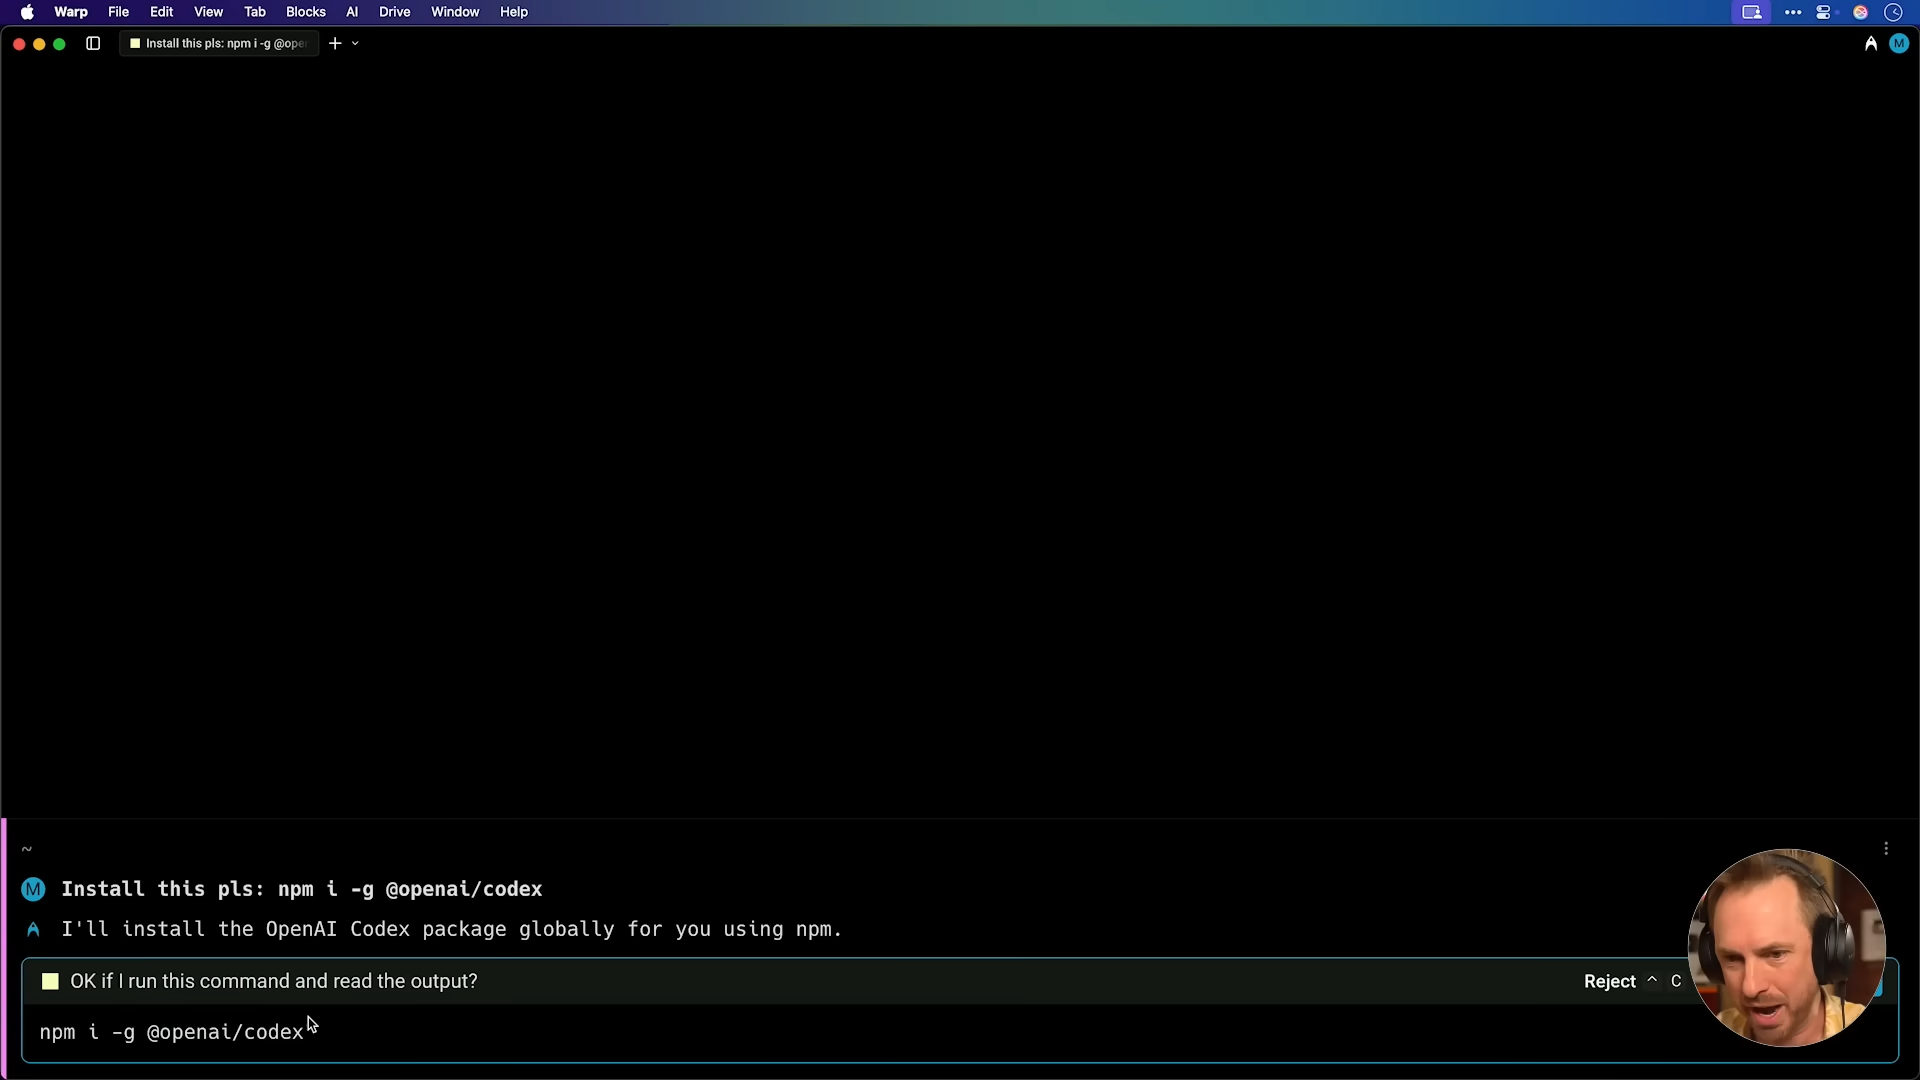 Warp File Edit View Tab Blocks AI Drive Window Help
Install this pls: npm i -g @ope
M
~
M Install this pls: npm i -g @openai/codex
I'll install the OpenAI Codex package globally for you using npm.
OK if I run this command and read the output? Reject ^ C
npm i -g @openai/codex